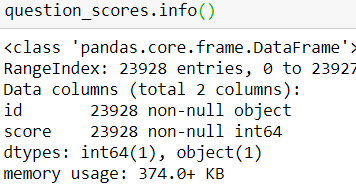 question_scores.info()
<class 'pandas.core.frame.DataFrame'>
RangeIndex: 23928 entries, 0 to 23927
Data columns (total 2 columns):
id       23928 non-null object
score    23928 non-null int64
dtypes: int64(1), object(1)
memory usage: 374.0+ KB